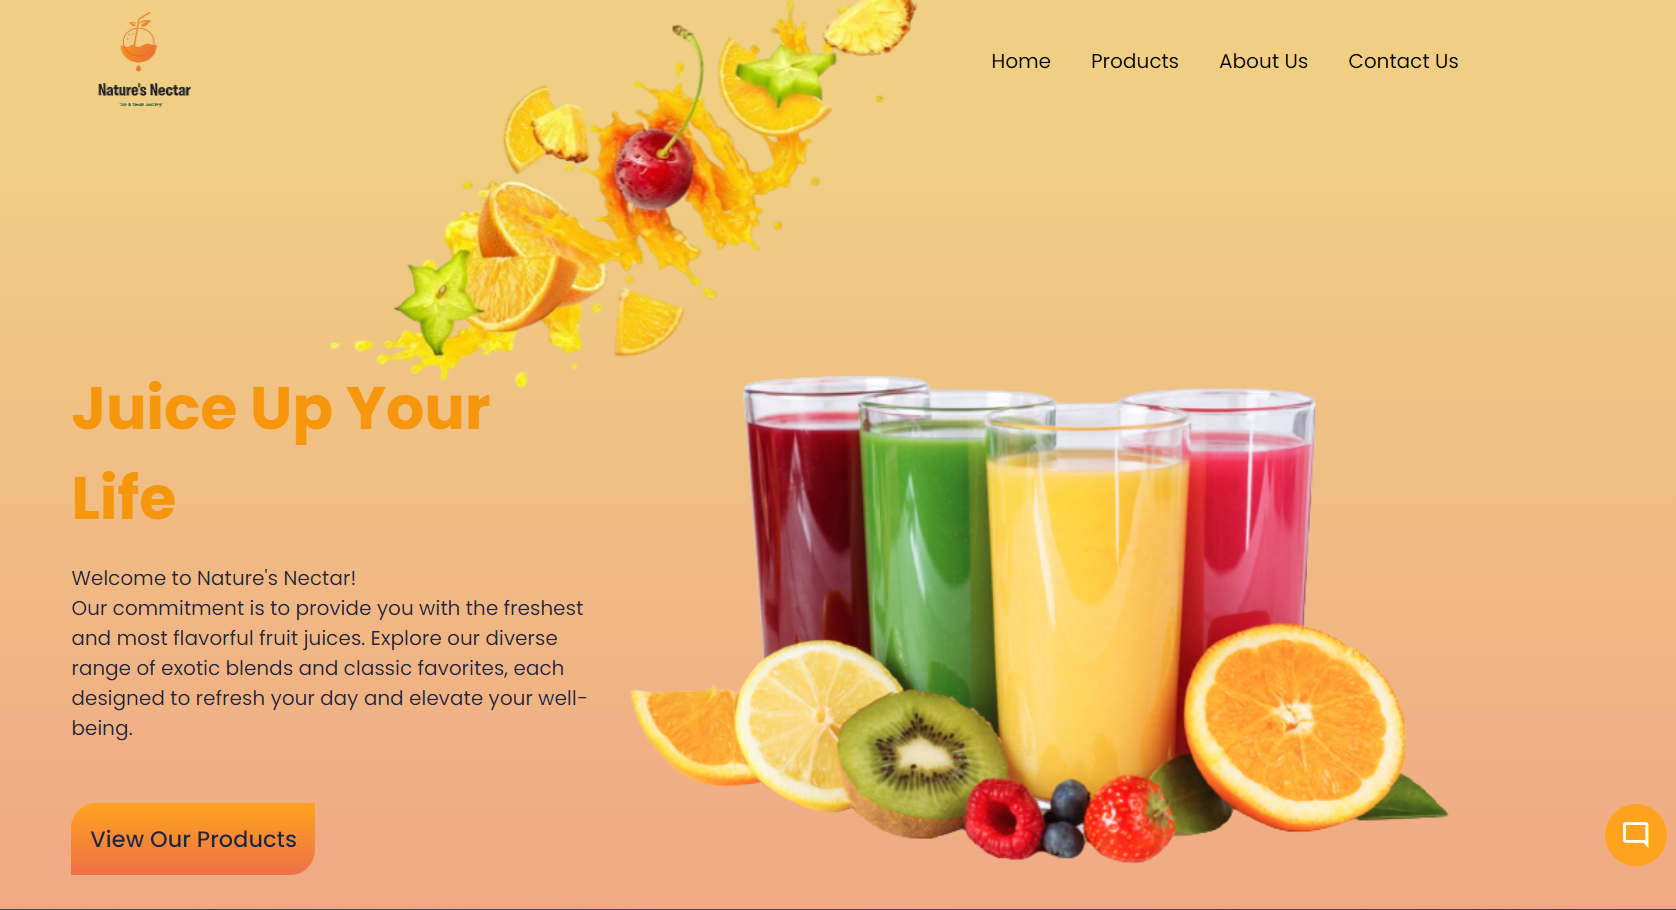 Nature's Nectar
Home
Products
About Us
Contact Us
Juice Up Your
Life
Welcome to Nature's Nectar!
Our commitment is to provide you with the freshest
and most flavorful fruit juices. Explore our diverse
range of exotic blends and classic favorites, each
designed to refresh your day and elevate your well-
being.
View Our Products